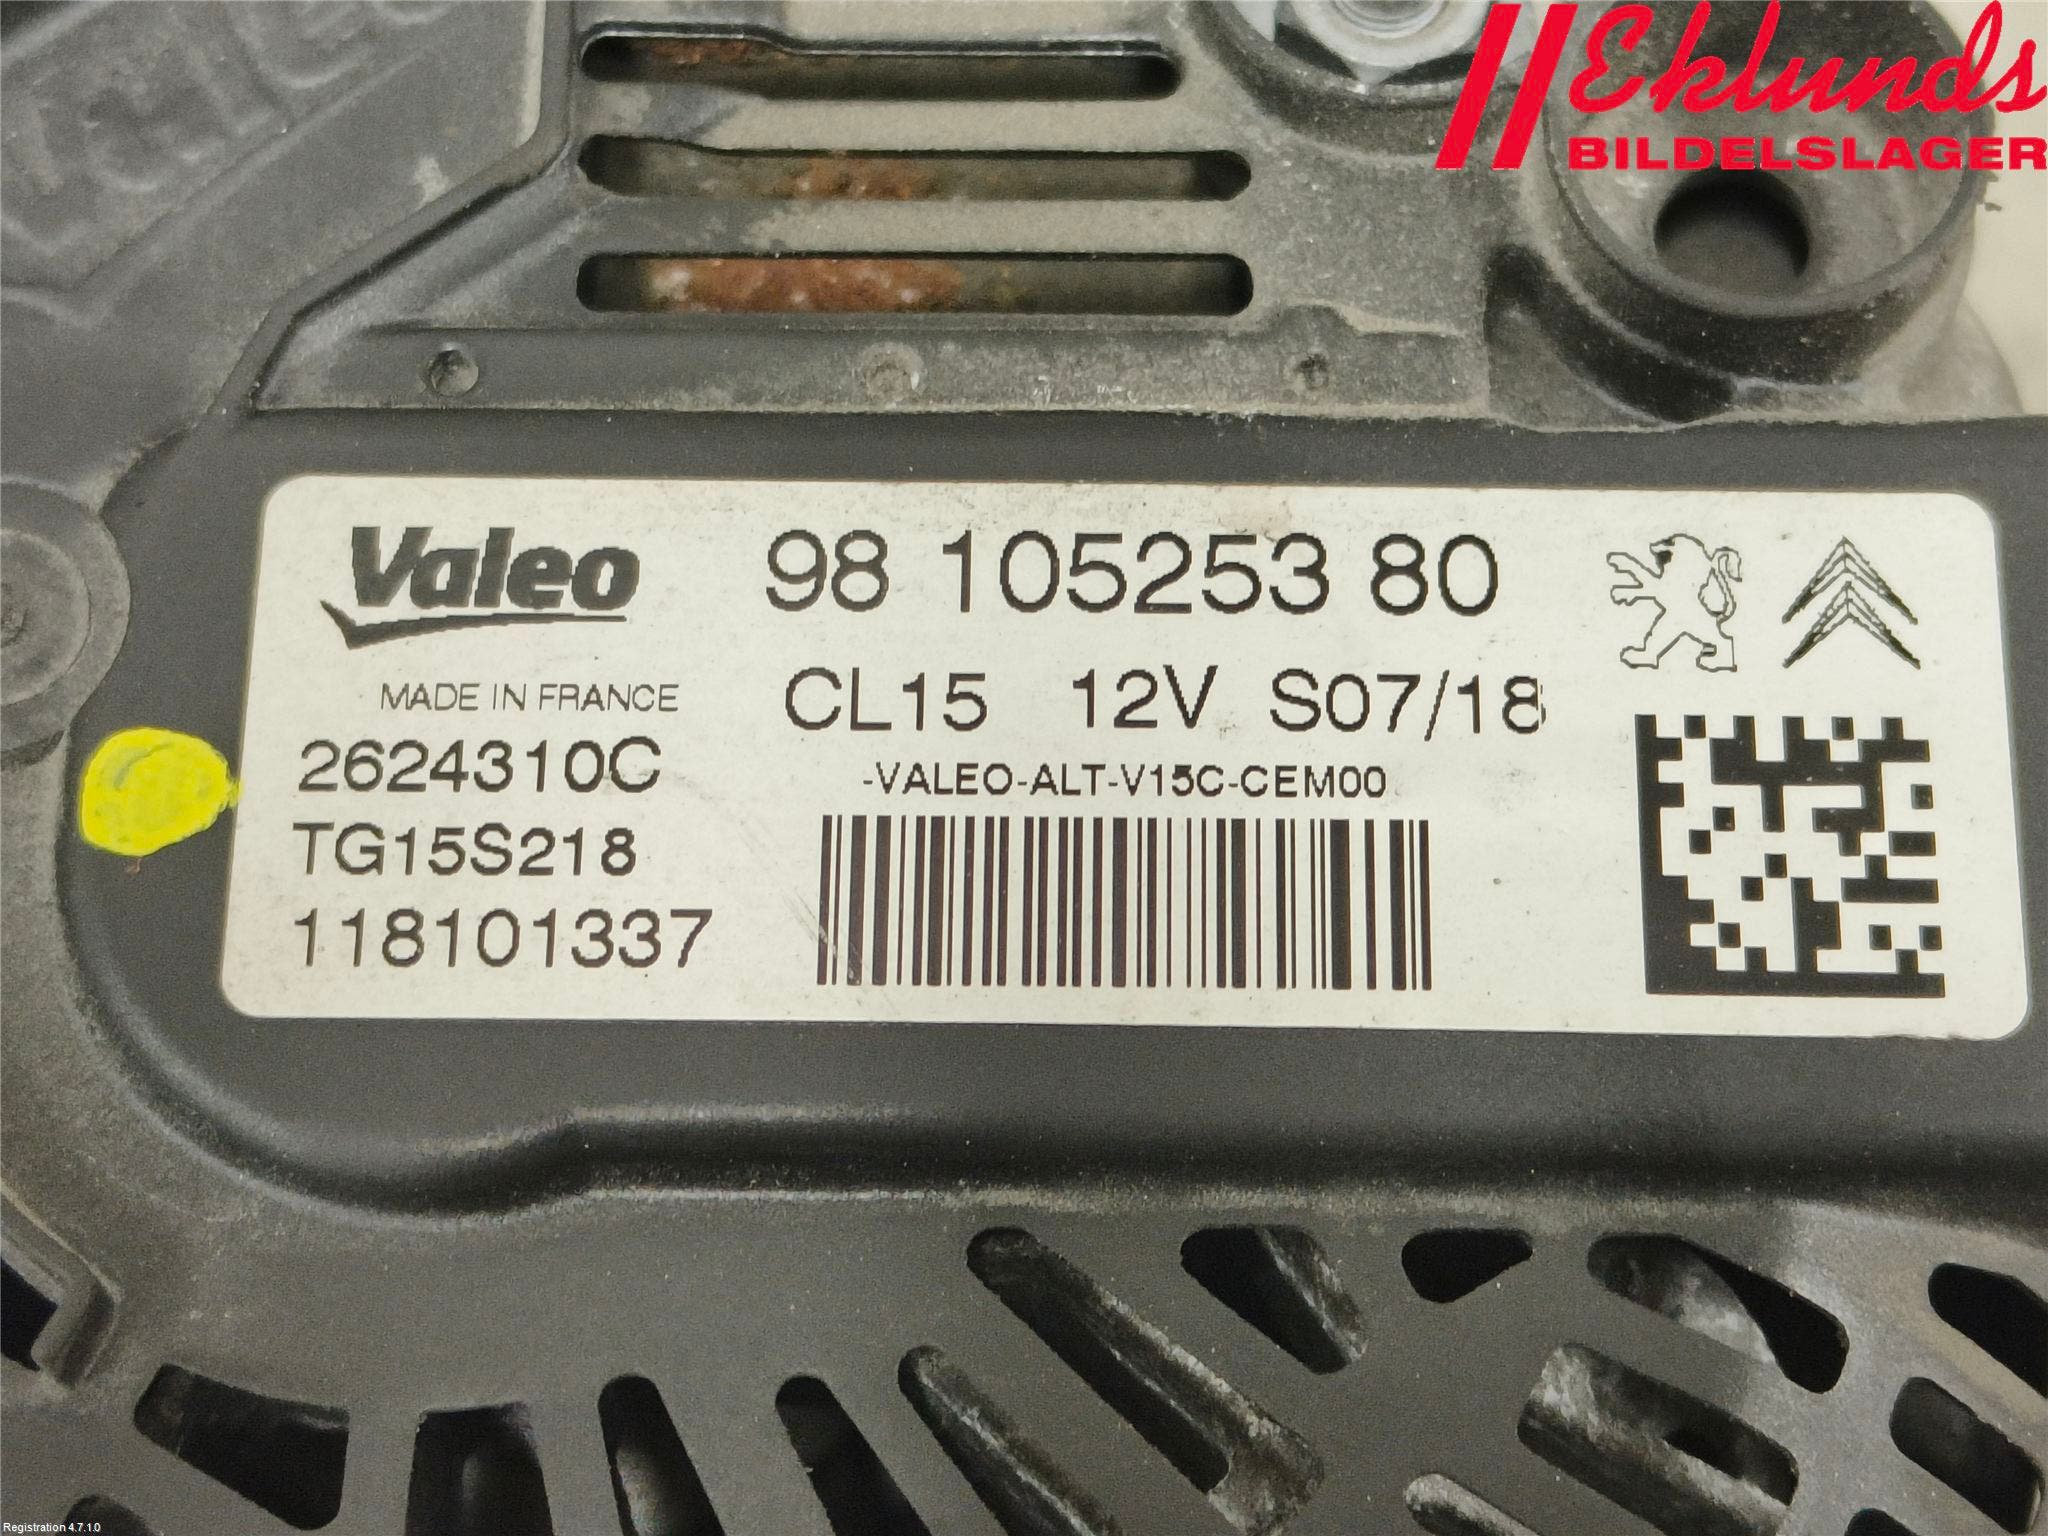 Eklunds
BILDELSLAGER
Valeo
98 105253 80
MADE IN FRANCE
CL15 12V S07/18
2624310C
-VALEO-ALT-V15C-CEM00
TG15S218
118101337
Registration 4.7.1.0